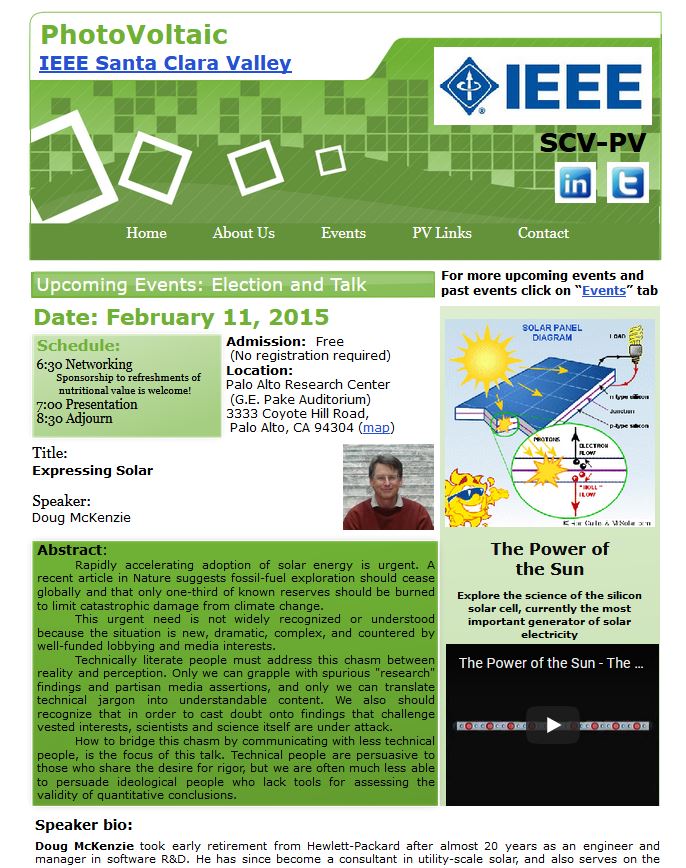 PhotoVoltaic
IEEE Santa Clara Valley
IEEE
SCV-PV
in
t
Home About Us Events PV Links Contact
Upcoming Events: Election and Talk
For more upcoming events and
past events click on “Events” tab
Date: February 11, 2015
Schedule:
6:30 Networking
Sponsorship to refreshments of
nutritional value is welcome!
7:00 Presentation
8:30 Adjourn
Admission: Free
(No registration required)
Location:
Palo Alto Research Center
(G.E. Pake Auditorium)
3333 Coyote Hill Road,
Palo Alto, CA 94304 (map)
Title:
Expressing Solar
Speaker:
Doug McKenzie
SOLAR PANEL
DIAGRAM
LOAD
n type silicon
Junction
p-type silicon
PROTONS
ELECTRON
FLOW
"HOLE"
FLOW
Abstract:
Rapidly accelerating adoption of solar energy is urgent. A
recent article in Nature suggests fossil-fuel exploration should cease
globally and that only one-third of known reserves should be burned
to limit catastrophic damage from climate change.
This urgent need is not widely recognized or understood
because the situation is new, dramatic, complex, and countered by
well-funded lobbying and media interests.
Technically literate people must address this chasm between
reality and perception. Only we can grapple with spurious "research"
findings and partisan media assertions, and only we can translate
technical jargon into understandable content. We also should
recognize that in order to cast doubt onto findings that challenge
vested interests, scientists and science itself are under attack.
How to bridge this chasm by communicating with less technical
people, is the focus of this talk. Technical people are persuasive to
those who share the desire for rigor, but we are often much less able
to persuade ideological people who lack tools for assessing the
validity of quantitative conclusions.
The Power of
the Sun
Explore the science of the silicon
solar cell, currently the most
important generator of solar
electricity
The Power of the Sun - The ...
Speaker bio:
Doug McKenzie took early retirement from Hewlett-Packard after almost 20 years as an engineer and
manager in software R&D. He has since become a consultant in utility-scale solar, and also serves on the